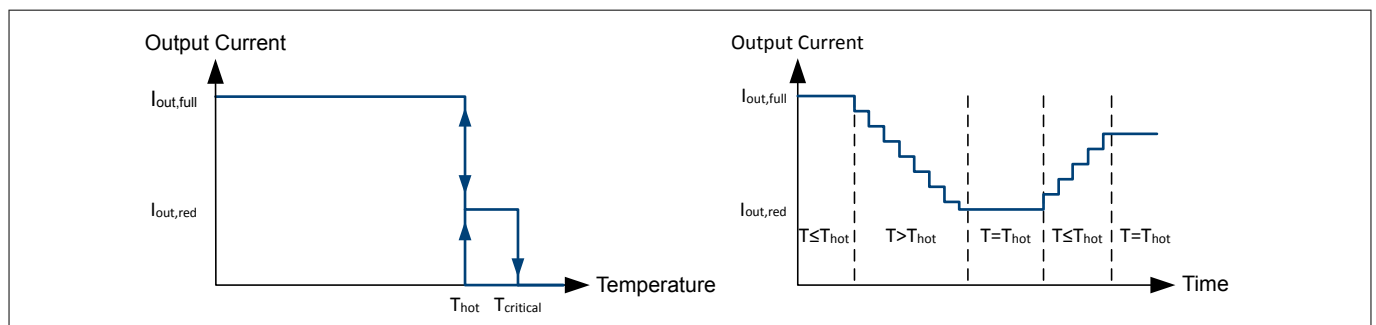 Output Current
Iout,full
Iout,red
Thot
Tcritical
Temperature
Output Current
Iout,full
Iout,red
T≤Thot
T>Thot
T=Thot
T≤Thot
T=Thot
Time